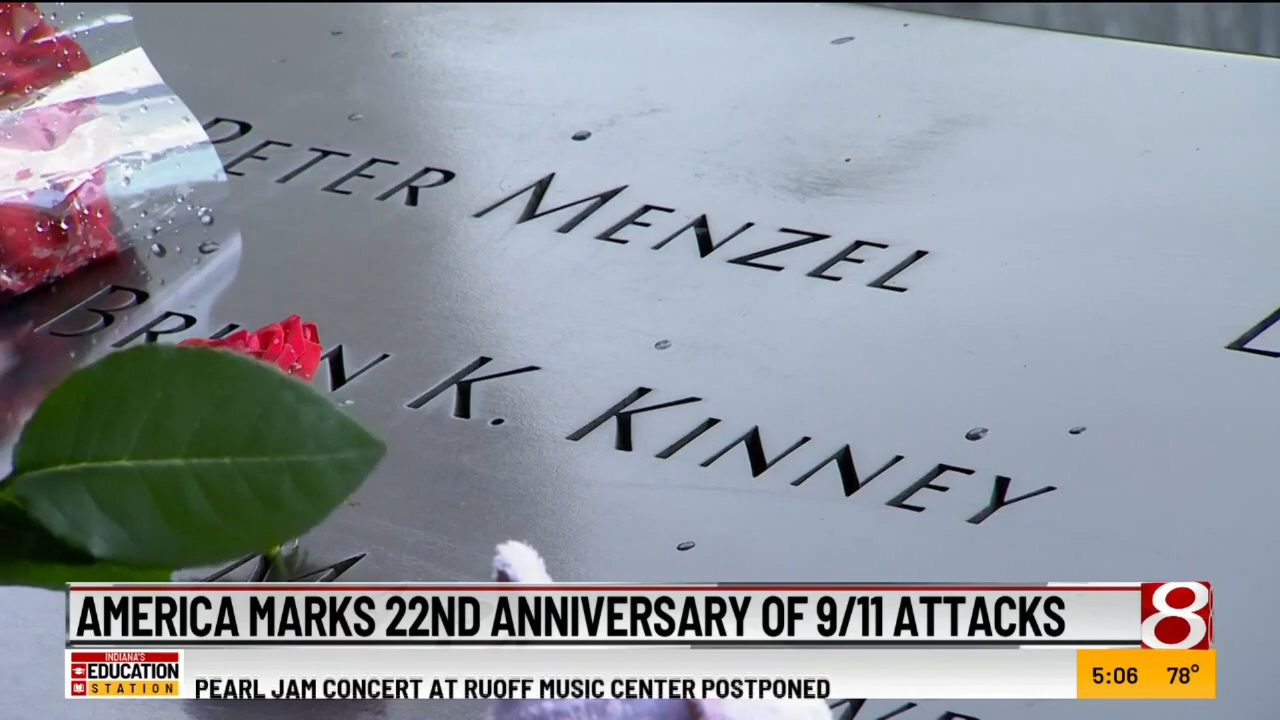 PETER MENZEL
BRIAN K. KINNEY
AMERICA MARKS 22ND ANNIVERSARY OF 9/11 ATTACKS
8
INDIANA'S
EDUCATION
STATION
PEARL JAM CONCERT AT RUOFF MUSIC CENTER POSTPONED
5:06 78°